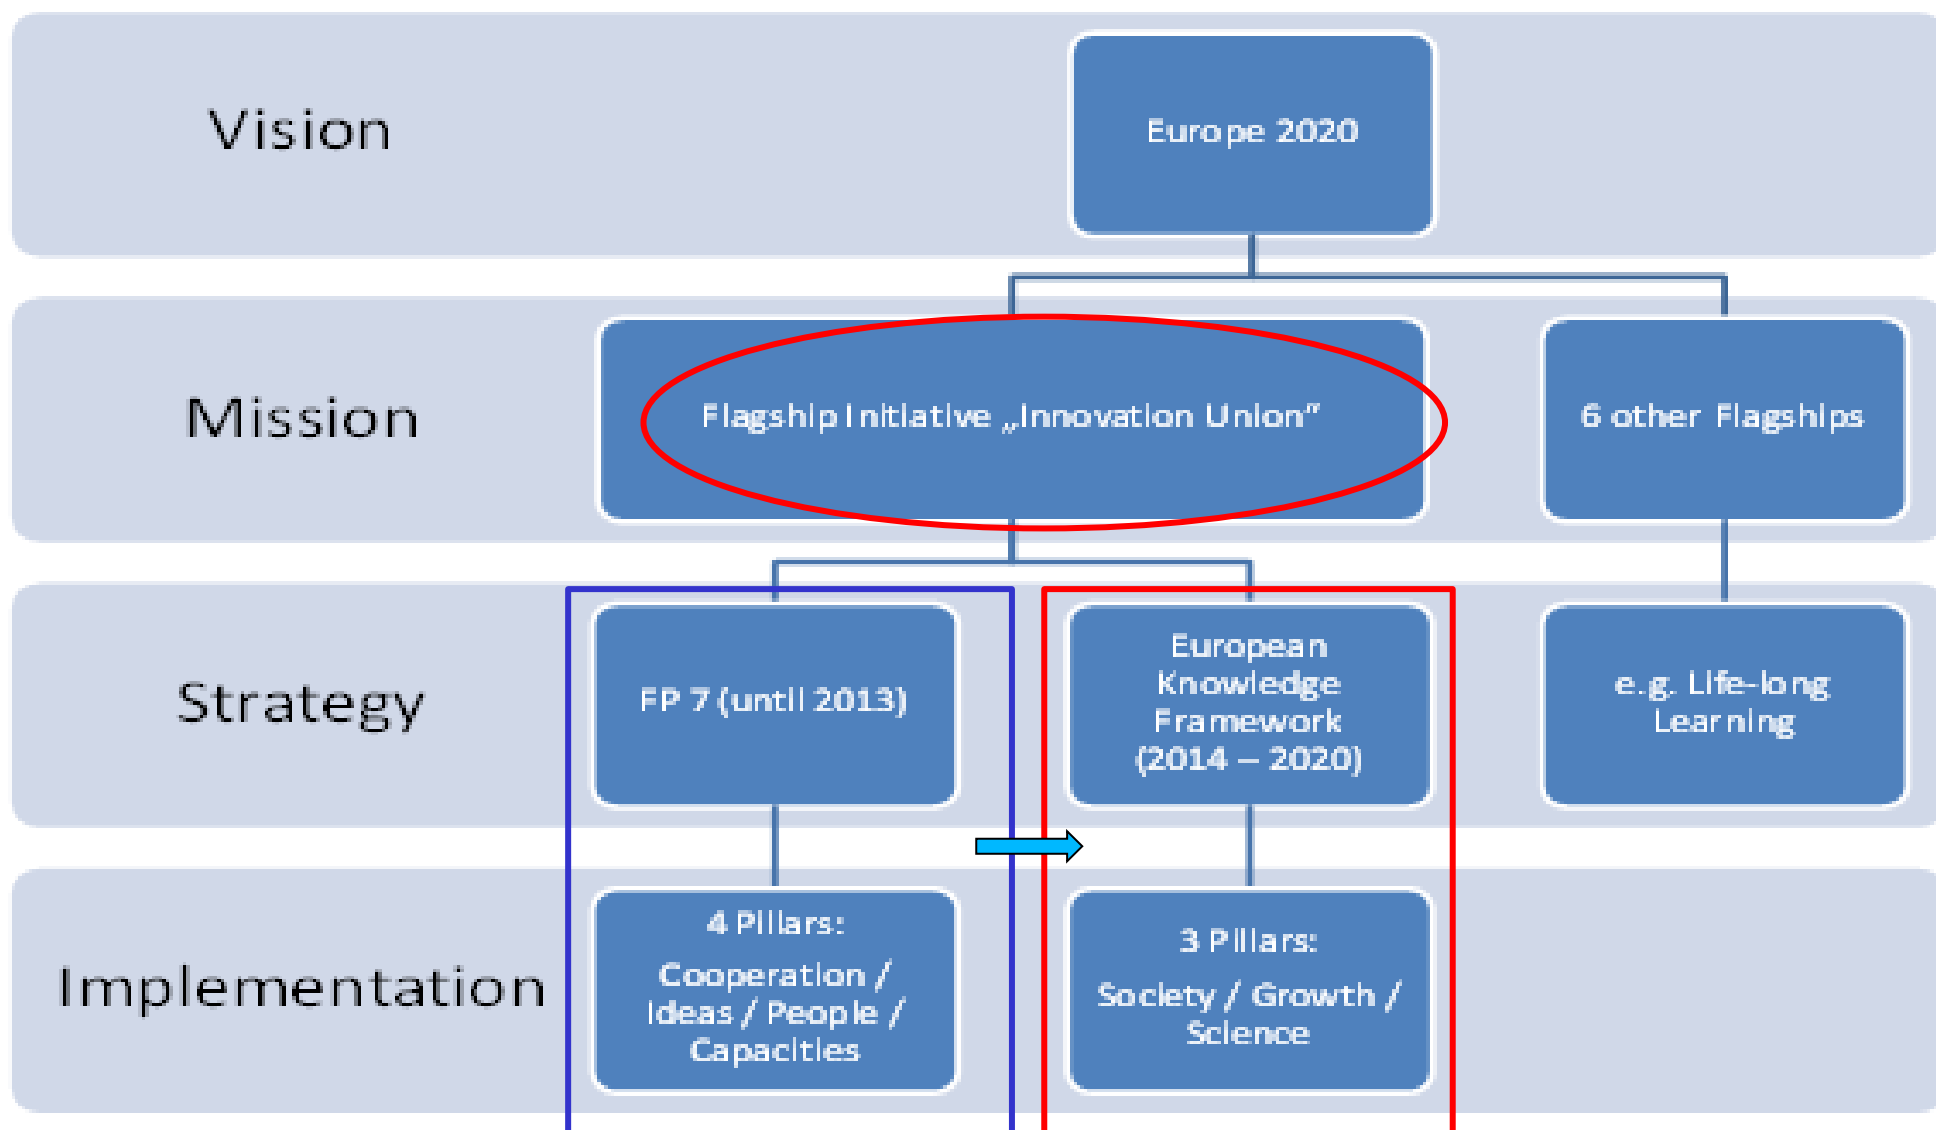 Vision
Europe 2020
Mission
Flagship Initiative „Innovation Union“
6 other Flagships
Strategy
FP 7 (until 2013)
European
Knowledge
Framework
(2014 – 2020)
e.g. Life-long
Learning
Implementation
4 Pillars:
Cooperation /
Ideas / People /
Capacities
3 Pillars:
Society / Growth /
Science